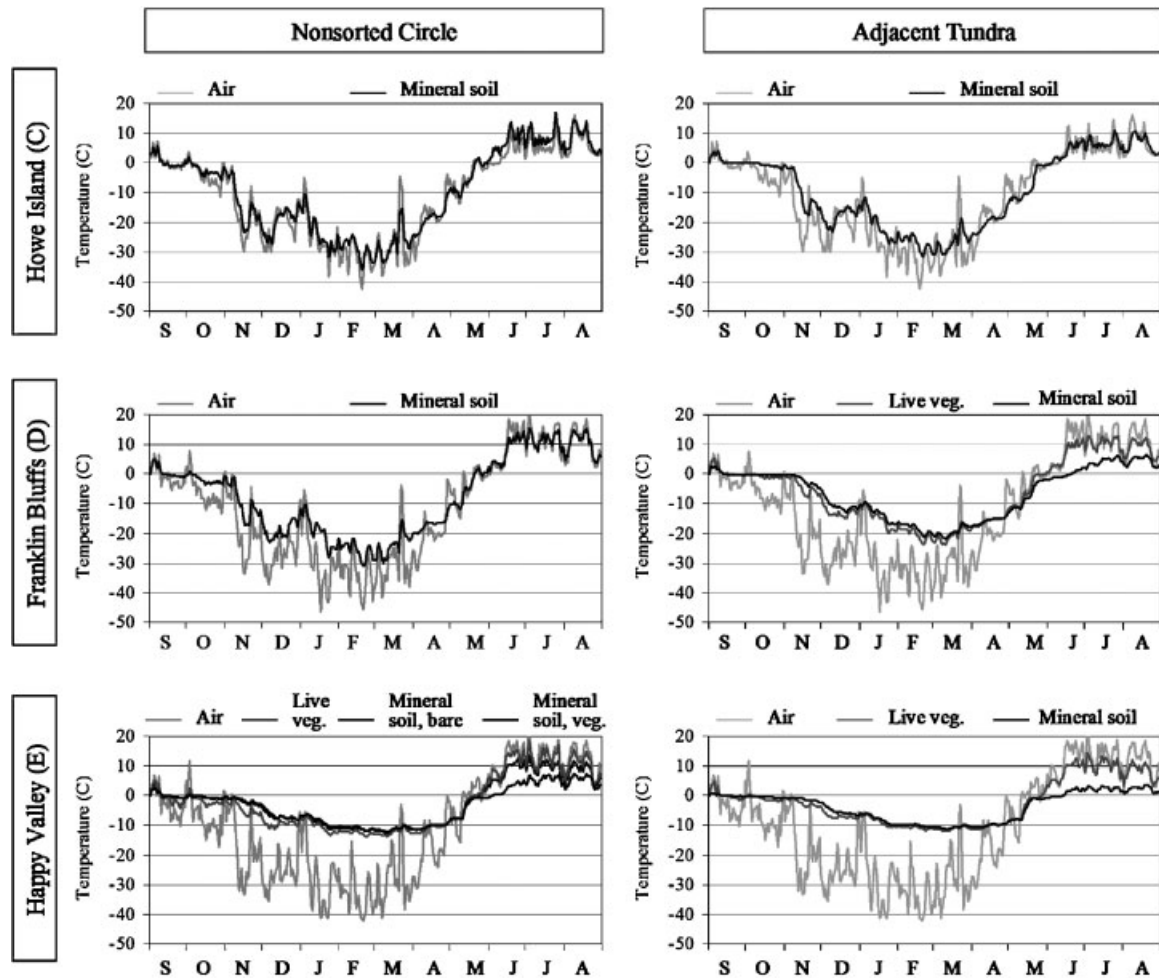 Nonsorted Circle
Adjacent Tundra
Howe Island (C)
Air Mineral soil
Temperature (C)
20
10
0
-10
-20
-30
-40
-50
S O N D J F M A M J J A
Air Mineral soil
Temperature (C)
20
10
0
-10
-20
-30
-40
-50
S O N D J F M A M J J A
Franklin Bluffs (D)
Air Mineral soil
Temperature (C)
20
10
0
-10
-20
-30
-40
-50
S O N D J F M A M J J A
Air Live veg. Mineral soil
Temperature (C)
20
10
0
-10
-20
-30
-40
-50
S O N D J F M A M J J A
Happy Valley (E)
Air Live veg. Mineral soil, bare Mineral soil, veg.
Temperature (C)
20
10
0
-10
-20
-30
-40
-50
S O N D J F M A M J J A
Air Live veg. Mineral soil
Temperature (C)
20
10
0
-10
-20
-30
-40
-50
S O N D J F M A M J J A